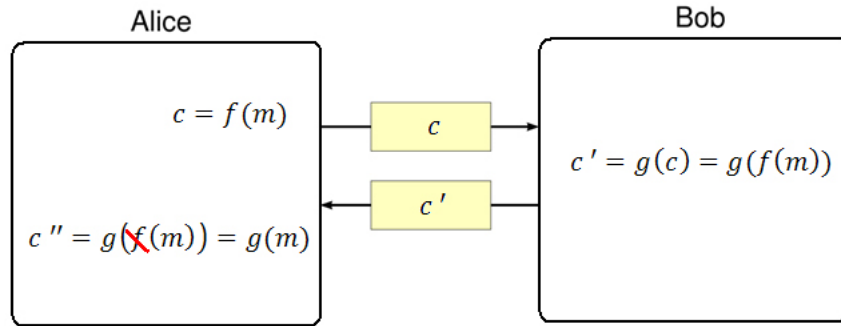 Alice
Bob
c = f(m)
c
c ' = g(c) = g(f(m))
c '
c '' = g(f(m)) = g(m)